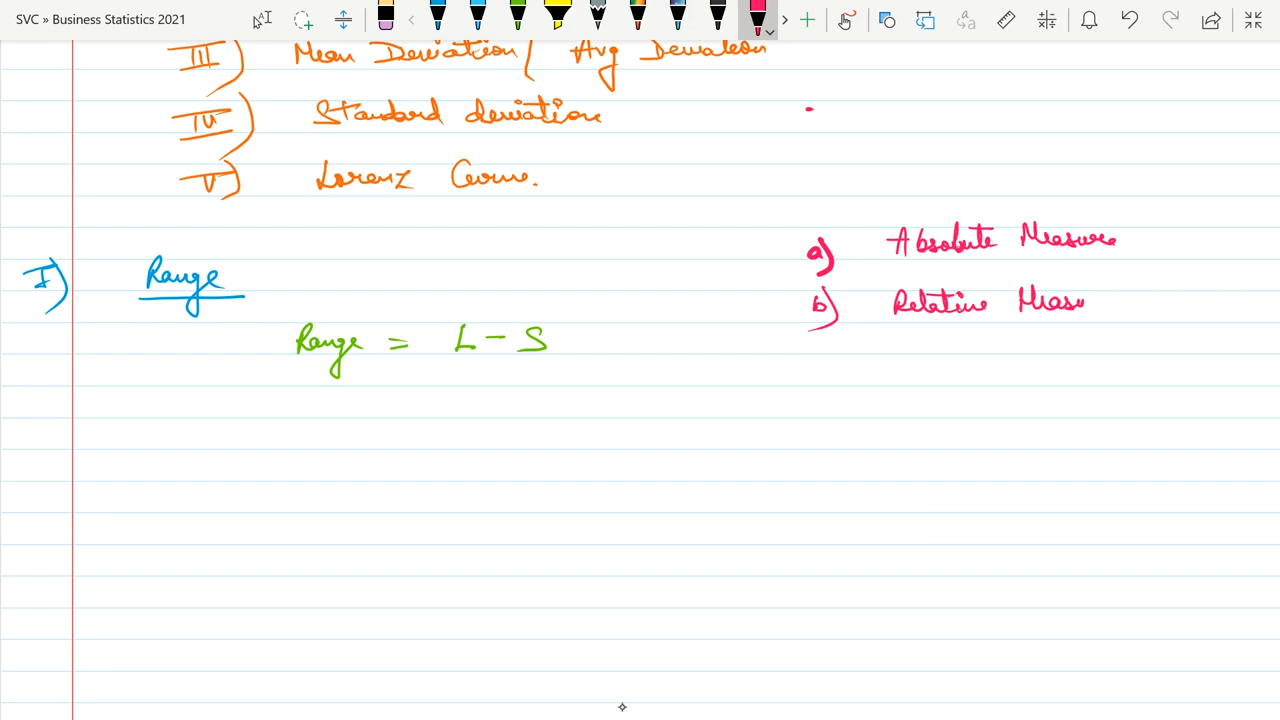 SVC » Business Statistics 2021
III) Mean Deviation / Avg Deviation
IV) Standard deviation
V) Lorenz Curve.
a) Absolute Measure
I) Range
b) Relative Meas
Range = L - S